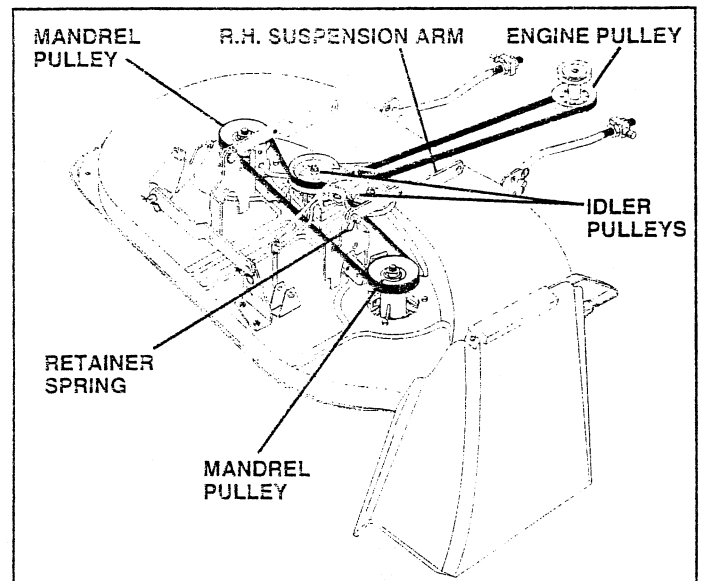 MANDREL
PULLEY
R.H. SUSPENSION ARM
ENGINE PULLEY
IDLER
PULLEYS
RETAINER
SPRING
MANDREL
PULLEY